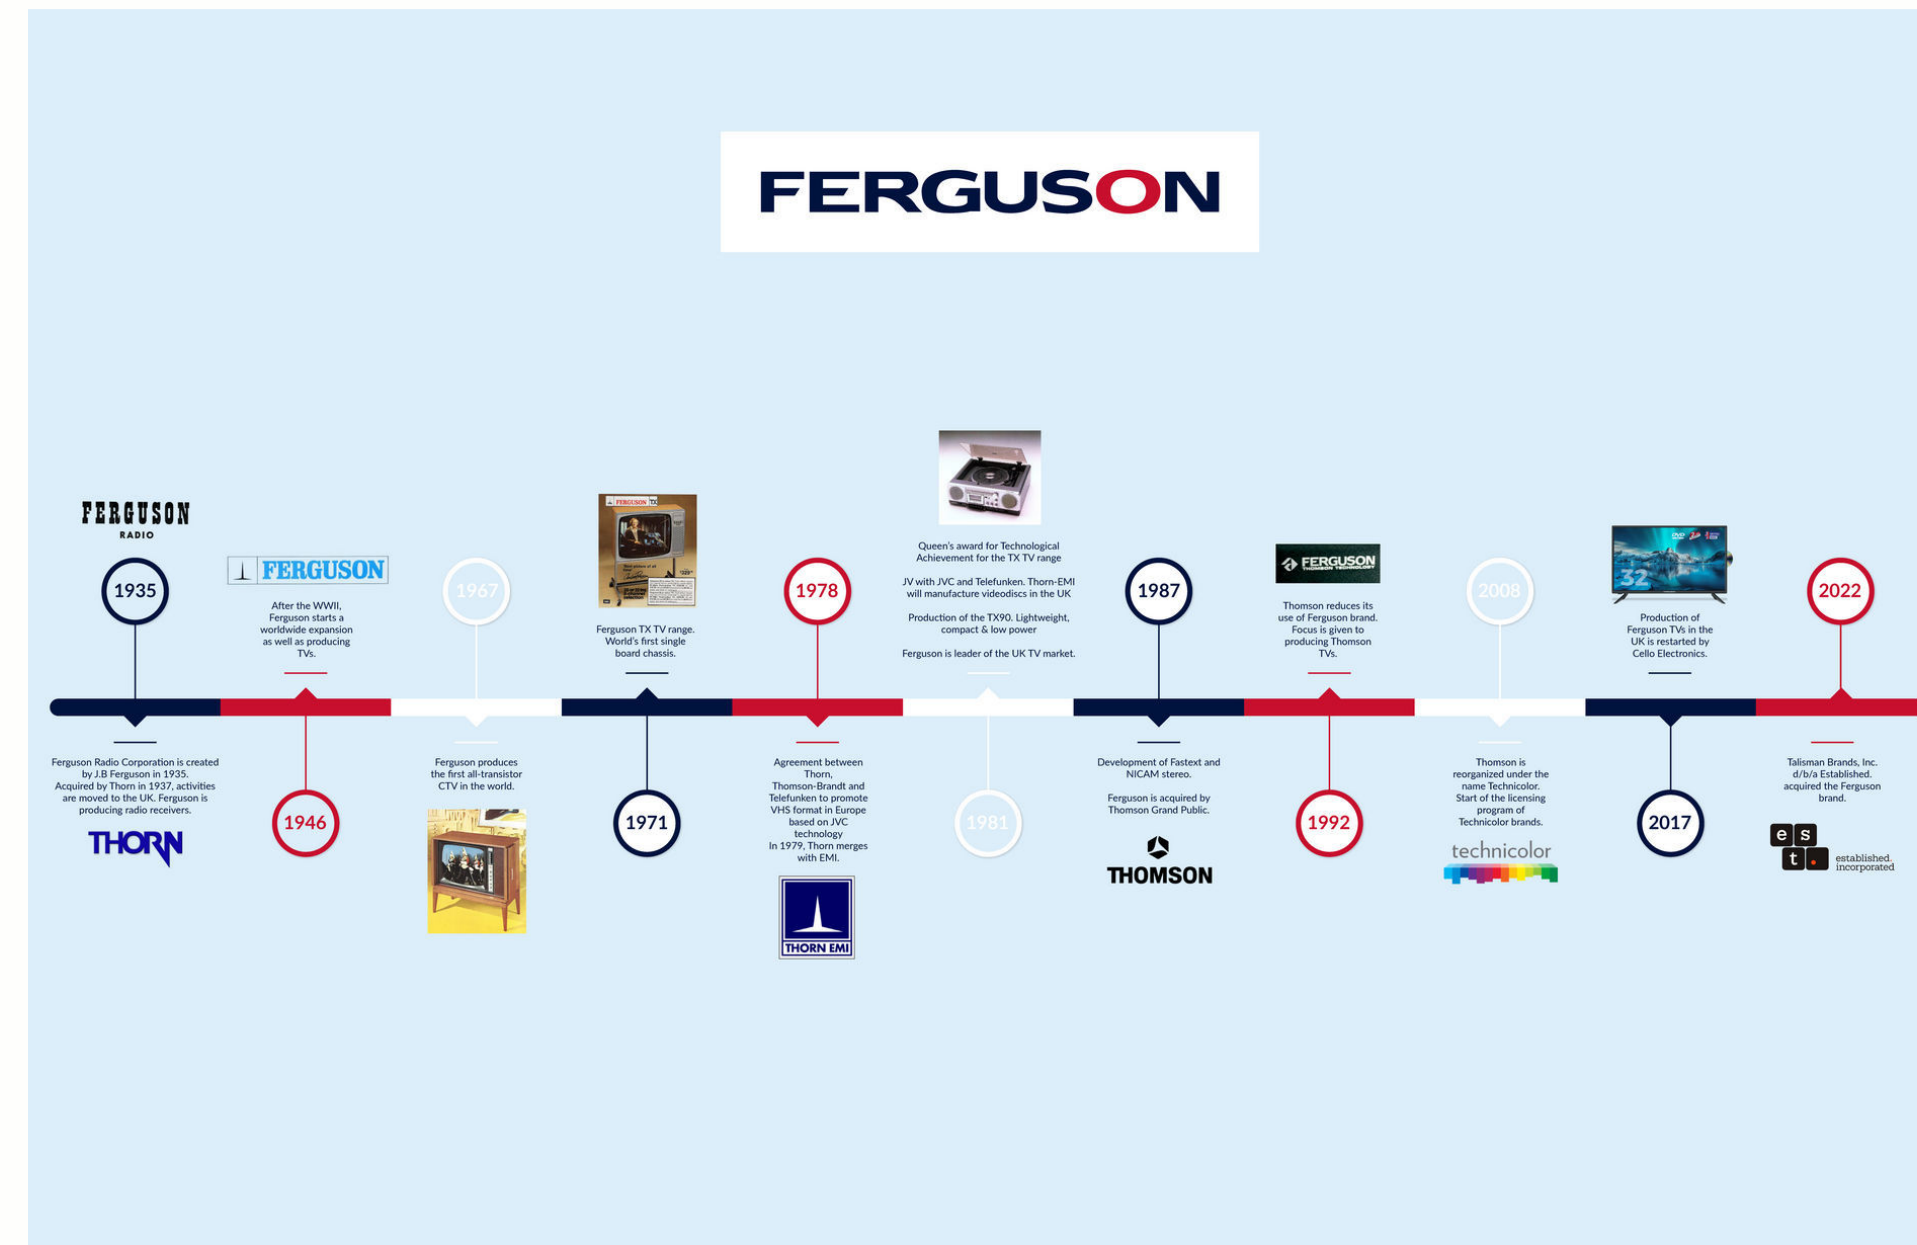 FERGUSON
FERGUSON
RADIO
1935
Ferguson Radio Corporation is created
by J.B Ferguson in 1935.
Acquired by Thorn in 1937, activities
are moved to the UK. Ferguson is
producing radio receivers.
THORN
FERGUSON
After the WWII,
Ferguson starts a
worldwide expansion
as well as producing
TVs.
1946
1967
Ferguson produces
the first all-transistor
CTV in the world.
FERGUSON TX
Ferguson TX TV range.
World's first single
board chassis.
1971
1978
Agreement between
Thorn,
Thomson-Brandt and
Telefunken to promote
VHS format in Europe
based on JVC
technology
In 1979, Thorn merges
with EMI.
THORN EMI
Queen's award for Technological
Achievement for the TX TV range
JV with JVC and Telefunken. Thorn-EMI
will manufacture videodiscs in the UK
Production of the TX90. Lightweight,
compact & low power
Ferguson is leader of the UK TV market.
1981
1987
Development of Fastext and
NICAM stereo.
Ferguson is acquired by
Thomson Grand Public.
THOMSON
FERGUSON
THOMSON TECHNOLOGY
Thomson reduces its
use of Ferguson brand.
Focus is given to
producing Thomson
TVs.
1992
2008
Thomson is
reorganized under the
name Technicolor.
Start of the licensing
program of
Technicolor brands.
technicolor
32
Production of
Ferguson TVs in the
UK is restarted by
Cello Electronics.
2017
2022
Talisman Brands, Inc.
d/b/a Established.
acquired the Ferguson
brand.
e s
t .
established.
incorporated